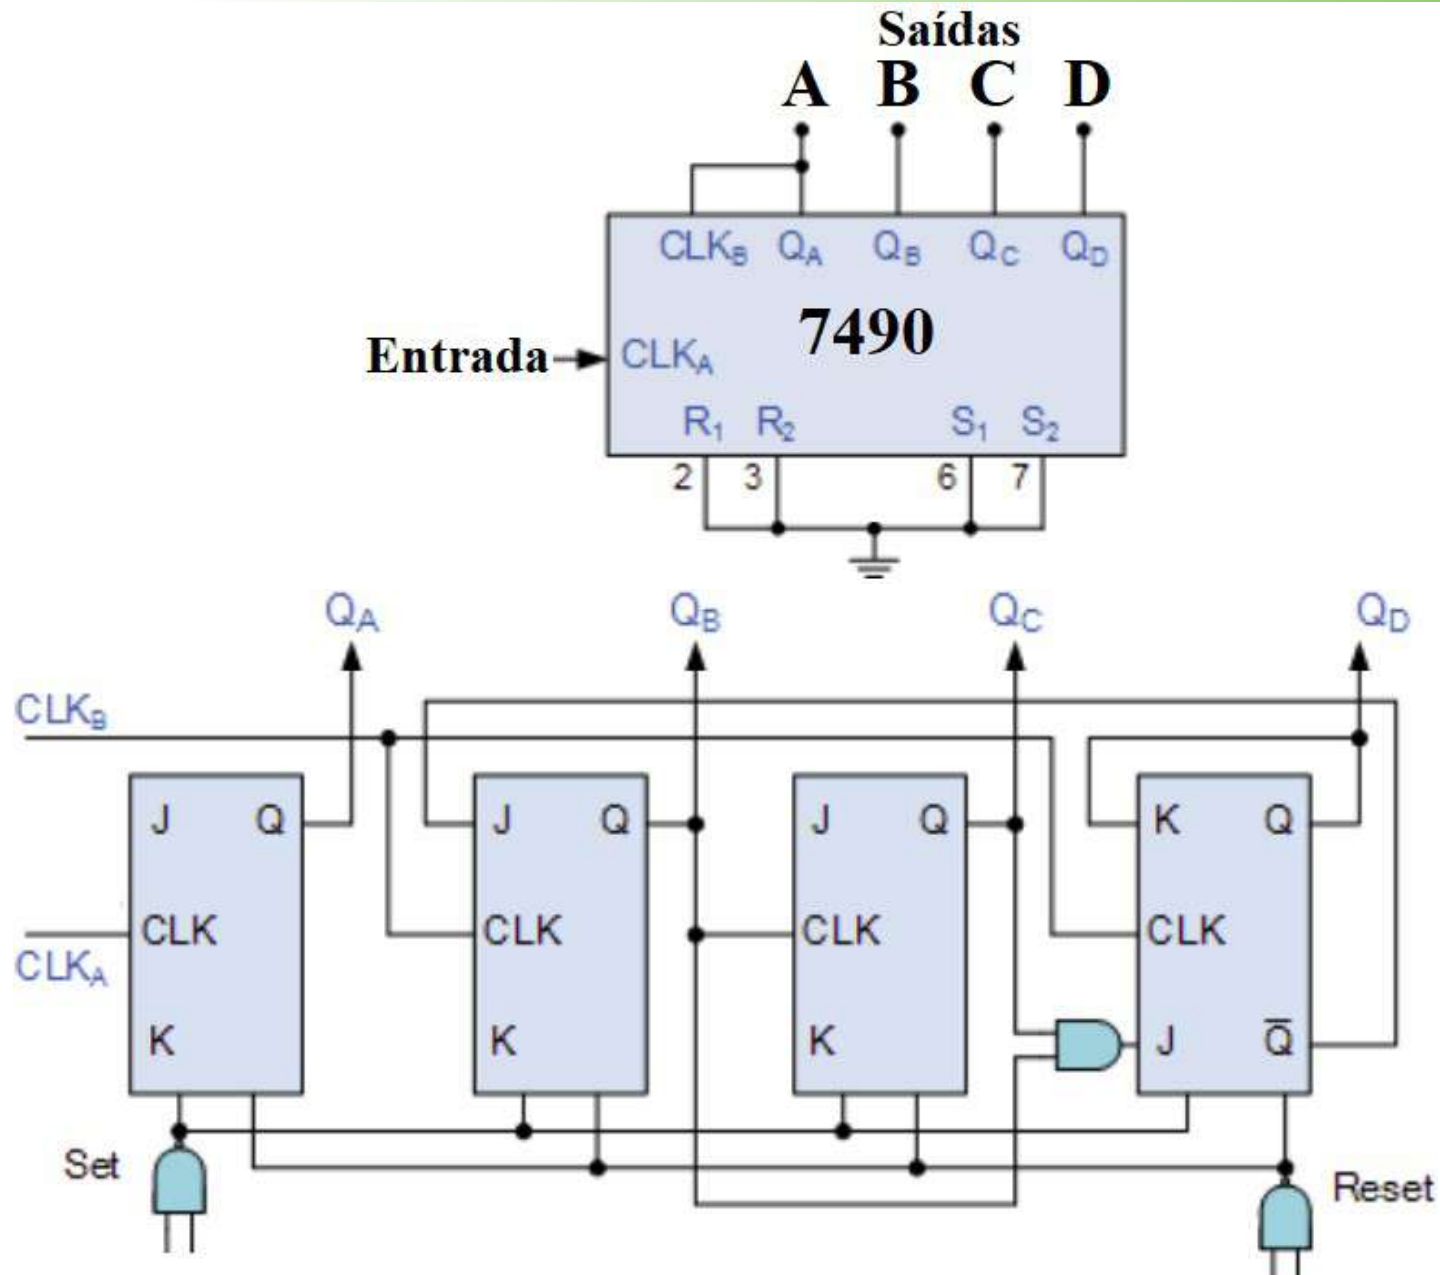 Saídas
A B C D
CLKB QA QB QC QD
7490
Entrada CLKA
R1 R2 S1 S2
2 3 6 7
QA QB QC QD
CLKB
J Q J Q J Q K Q
CLK CLK CLK CLK
CLKA
K K K J Q̅
Set
Reset